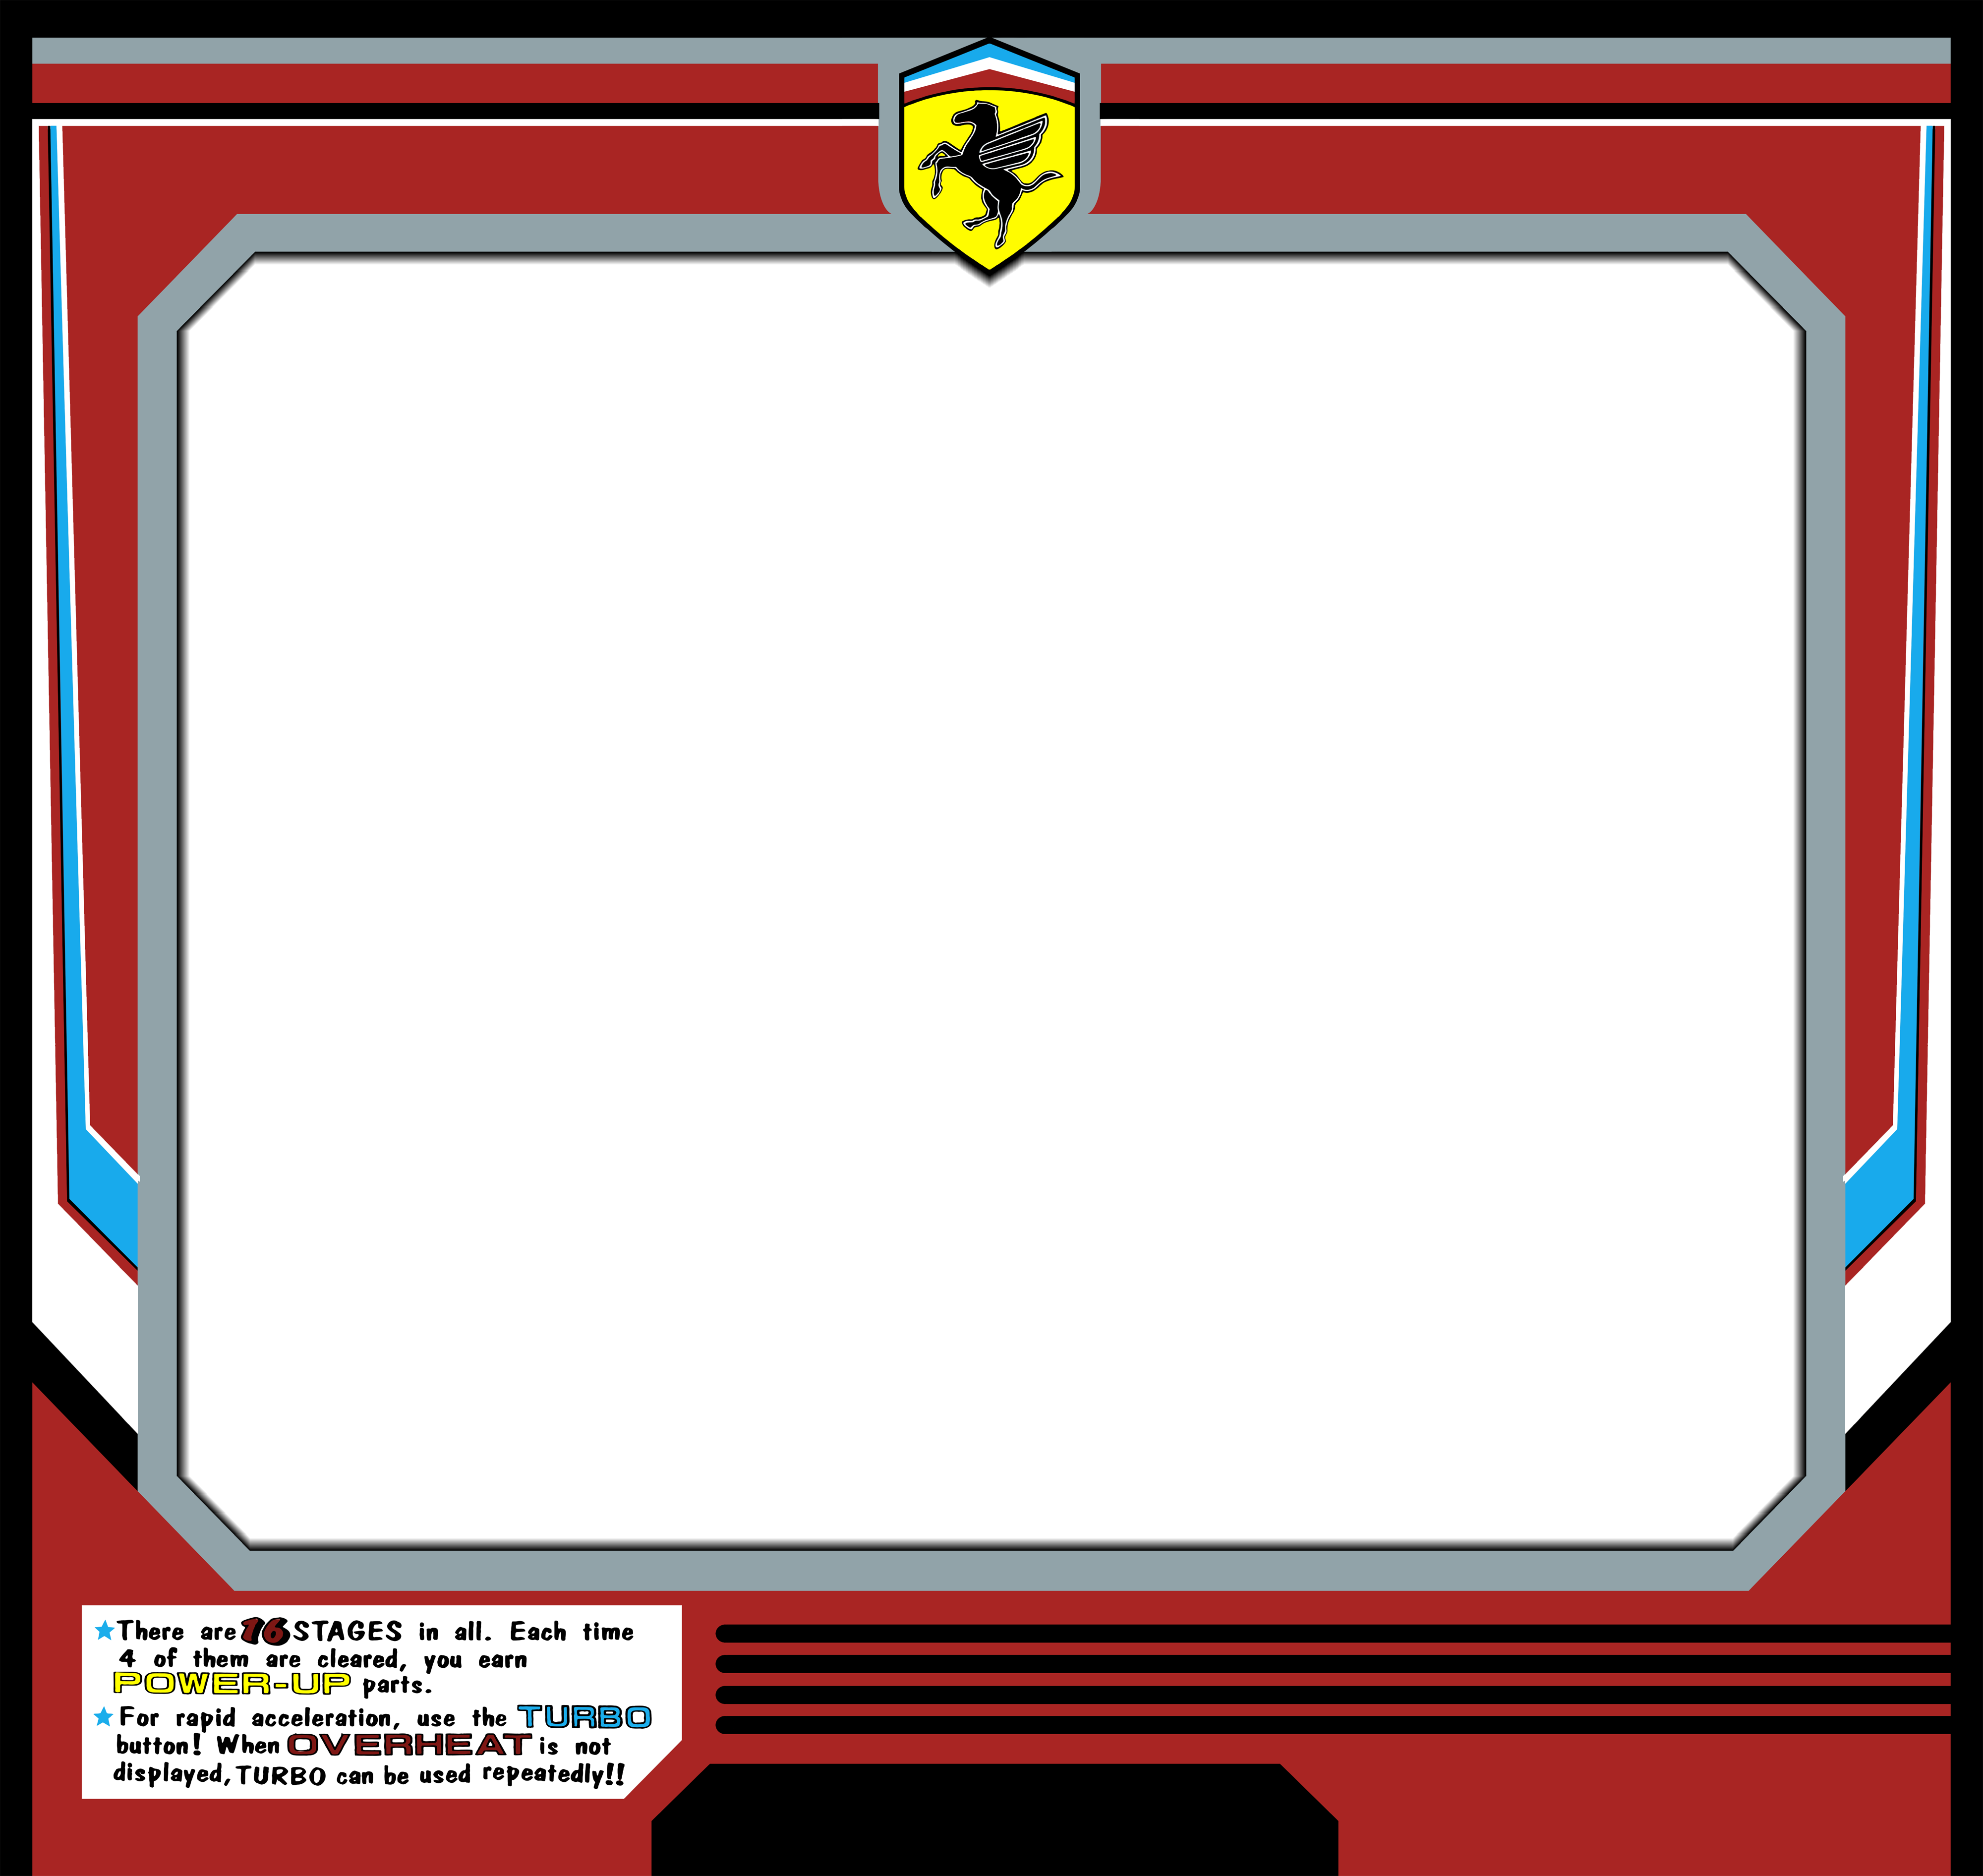 ★There are 16 STAGES in all. Each time
4 of them are cleared, you earn
POWER-UP parts.
★For rapid acceleration, use the TURBO
button! When OVERHEAT is not
displayed, TURBO can be used repeatedly!!